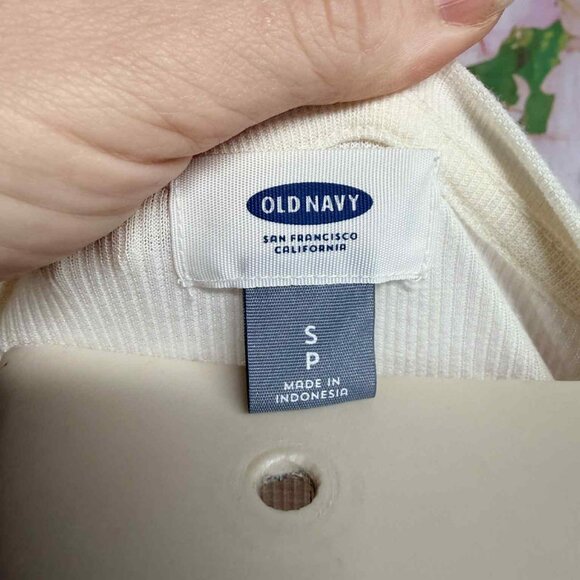 OLD NAVY
SAN FRANCISCO
CALIFORNIA
S
P
MADE IN
INDONESIA